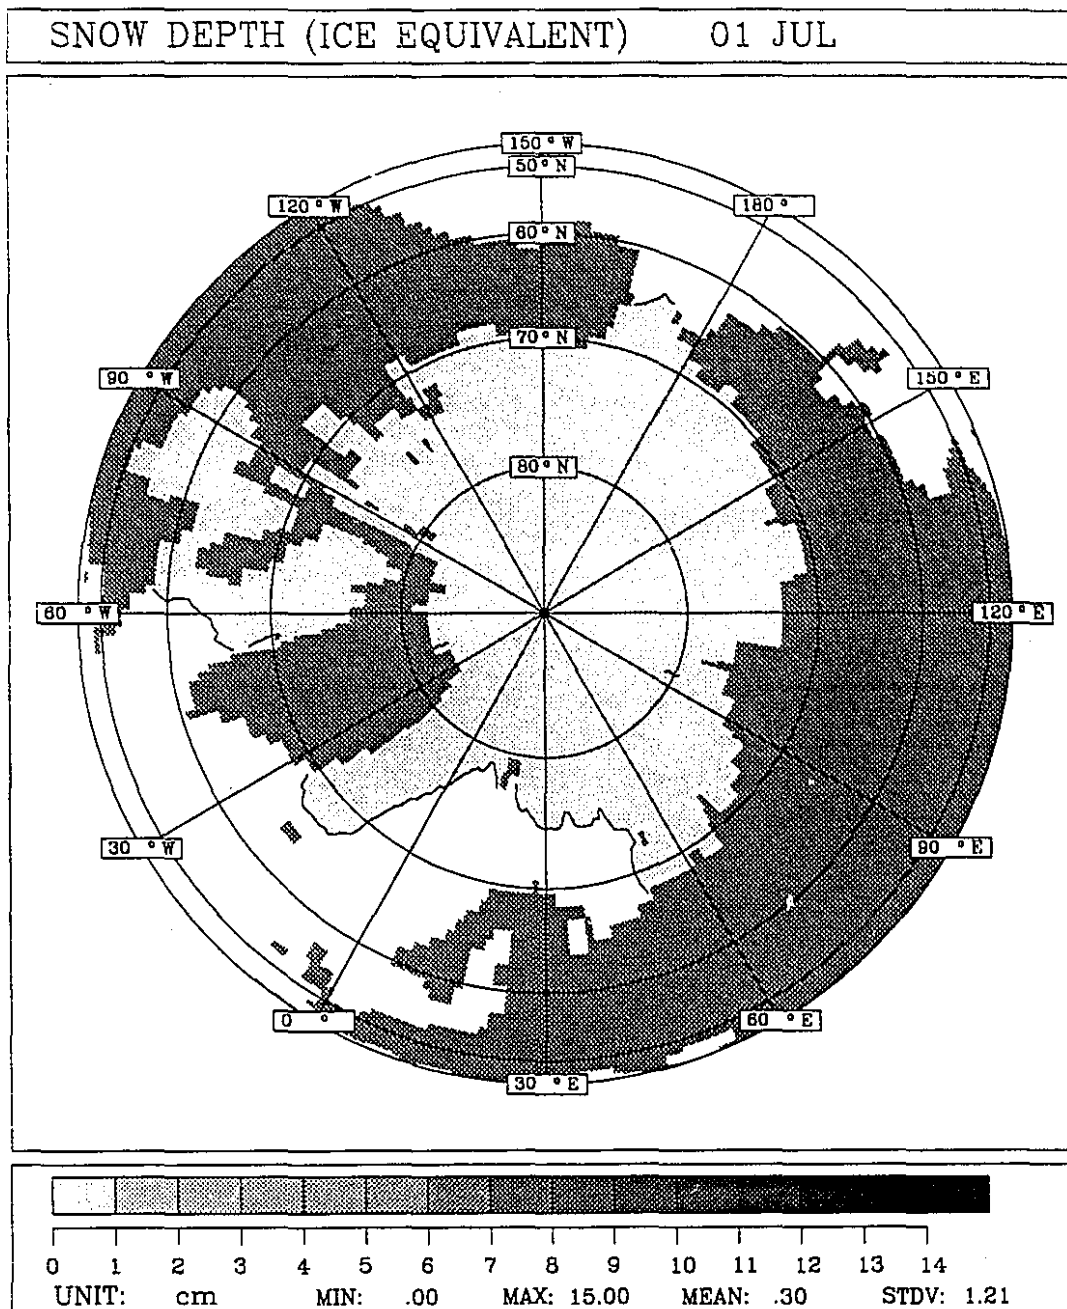 SNOW DEPTH (ICE EQUIVALENT) 01 JUL
150 ° W
50 ° N
120 ° W
180 °
60 ° N
70 ° N
90 ° W
150 ° E
80 ° N
60 ° W
120 ° E
30 ° W
90 ° E
0 °
60 ° E
30 ° E
0 1 2 3 4 5 6 7 8 9 10 11 12 13 14
UNIT: cm MIN: .00 MAX: 15.00 MEAN: .30 STDV: 1.21